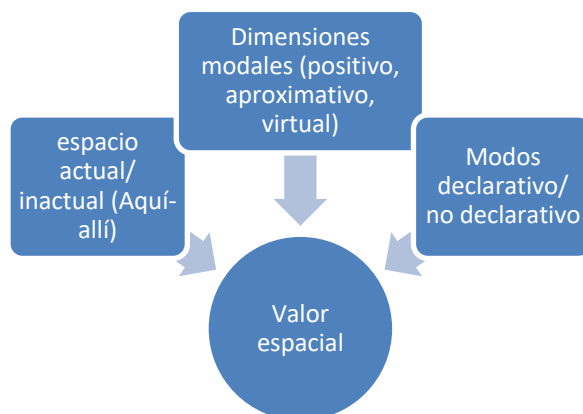 Dimensiones
modales (positivo,
aproximativo,
virtual)
espacio
actual/
inactual (Aquí-
allí)
Modos
declarativo/
no declarativo
Valor
espacial